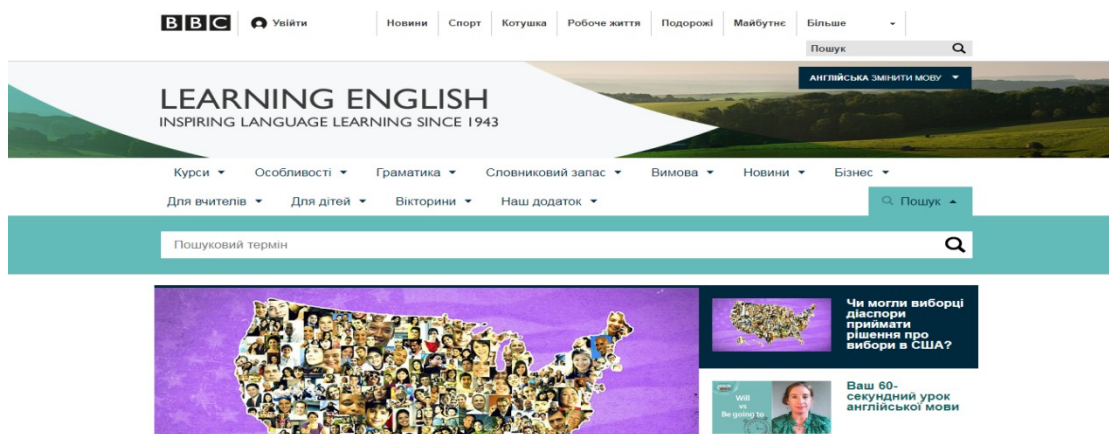 BBC Увійти Новини Спорт Котушка Робоче життя Подорожі Майбутнє Більше
Пошук
АНГЛІЙСЬКА ЗМІНИТИ МОВУ
LEARNING ENGLISH
INSPIRING LANGUAGE LEARNING SINCE 1943
Курси Особливості Граматика Словниковий запас Вимова Новини Бізнес
Для вчителів Для дітей Вікторини Наш додаток Пошук
Пошуковий термін
Чи могли виборці
діаспори
приймати
рішення про
вибори в США?
Will
vs
Be going to
Ваш 60-
секундний урок
англійської мови